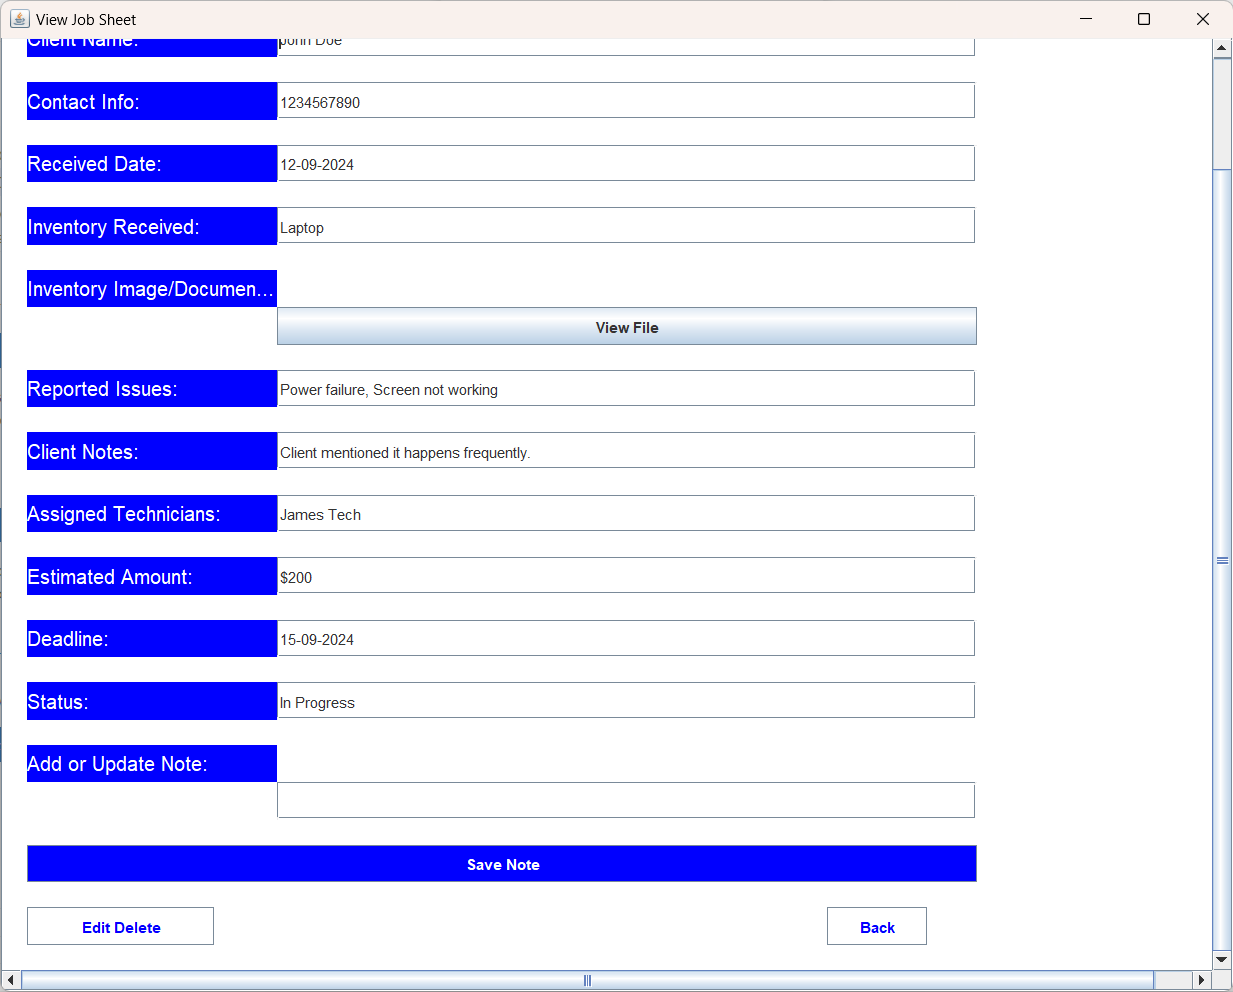 View Job Sheet
Client Name: John Doe
Contact Info: 1234567890
Received Date: 12-09-2024
Inventory Received: Laptop
Inventory Image/Documen...
View File
Reported Issues: Power failure, Screen not working
Client Notes: Client mentioned it happens frequently.
Assigned Technicians: James Tech
Estimated Amount: $200
Deadline: 15-09-2024
Status: In Progress
Add or Update Note:
Save Note
Edit Delete Back